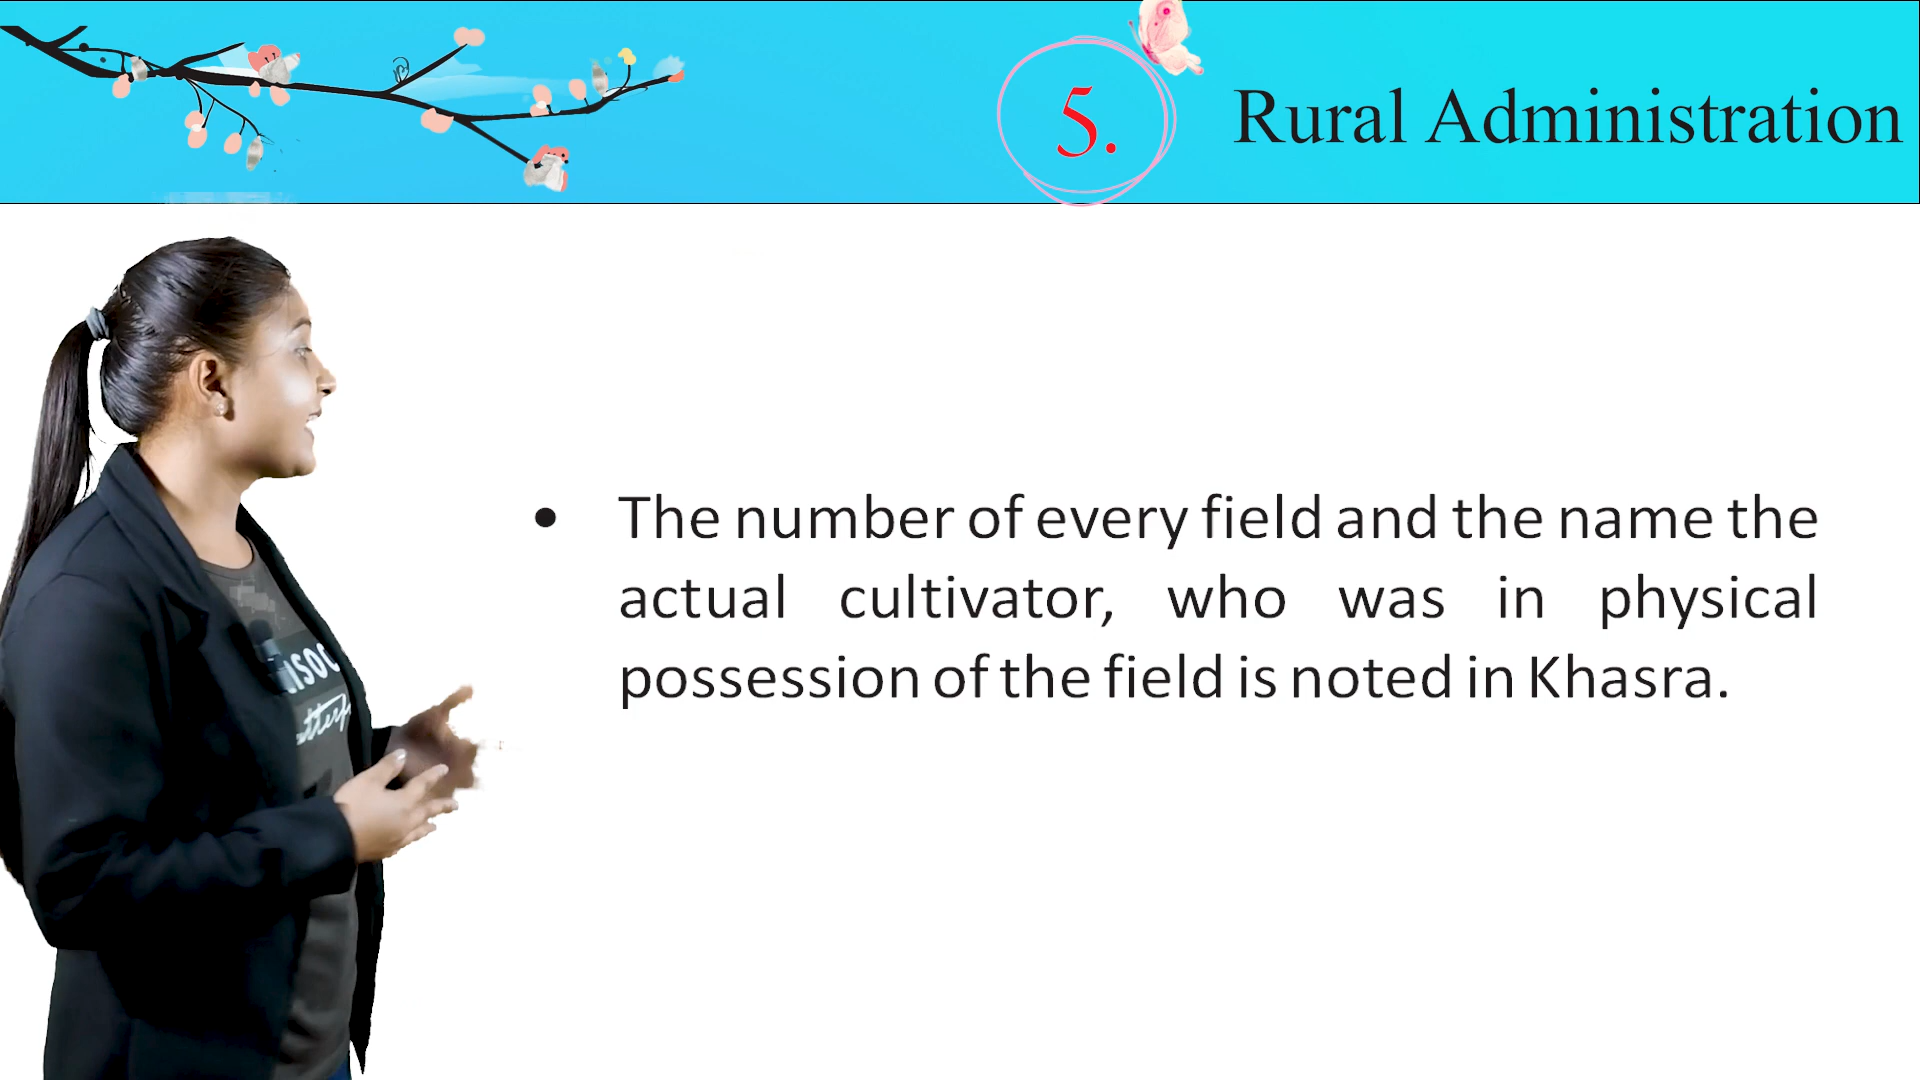 5. Rural Administration
• The number of every field and the name the
actual cultivator, who was in physical
possession of the field is noted in Khasra.